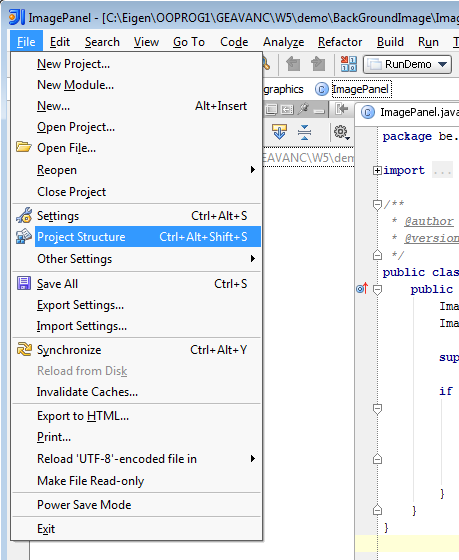 ImagePanel - [C:\Eigen\OOPROG1\GEAVANC\W5\demo\BackGroundImage\Imag
File Edit Search View Go To Code Analyze Refactor Build Run T
RunDemo
graphics ImagePanel
New Project...
New Module...
New... Alt+Insert
Open Project...
Open File...
Reopen
Close Project
Settings Ctrl+Alt+S
Project Structure Ctrl+Alt+Shift+S
Other Settings
Save All Ctrl+S
Export Settings...
Import Settings...
Synchronize Ctrl+Alt+Y
Reload from Disk
Invalidate Caches...
Export to HTML...
Print...
Reload 'UTF-8'-encoded file in
Make File Read-only
Power Save Mode
Exit
GEAVANC\W5\dem
ImagePanel.java
package be.
import ...
/**
* @author
* @version
*/
public class
public
Ima
Ima
sup
if
}
}
}